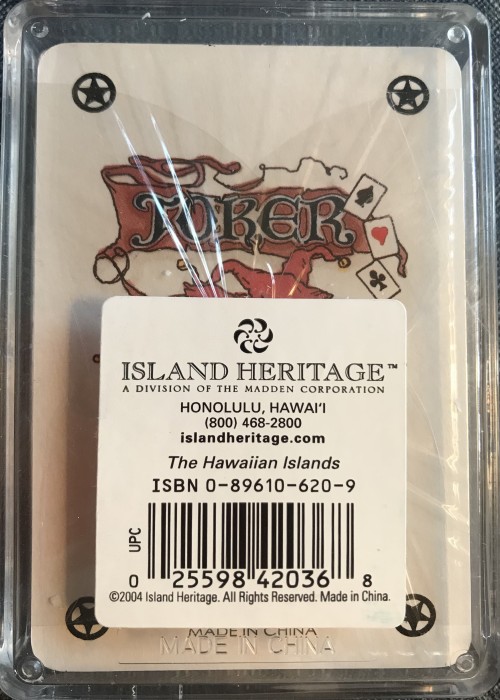 JOKER
ISLAND HERITAGE™
A DIVISION OF THE MADDEN CORPORATION
HONOLULU, HAWAI'I
(800) 468-2800
islandheritage.com
The Hawaiian Islands
ISBN 0-89610-620-9
UPC
0 25598 42036 8
©2004 Island Heritage. All Rights Reserved. Made in China.
MADE IN CHINA
MADE IN CHINA